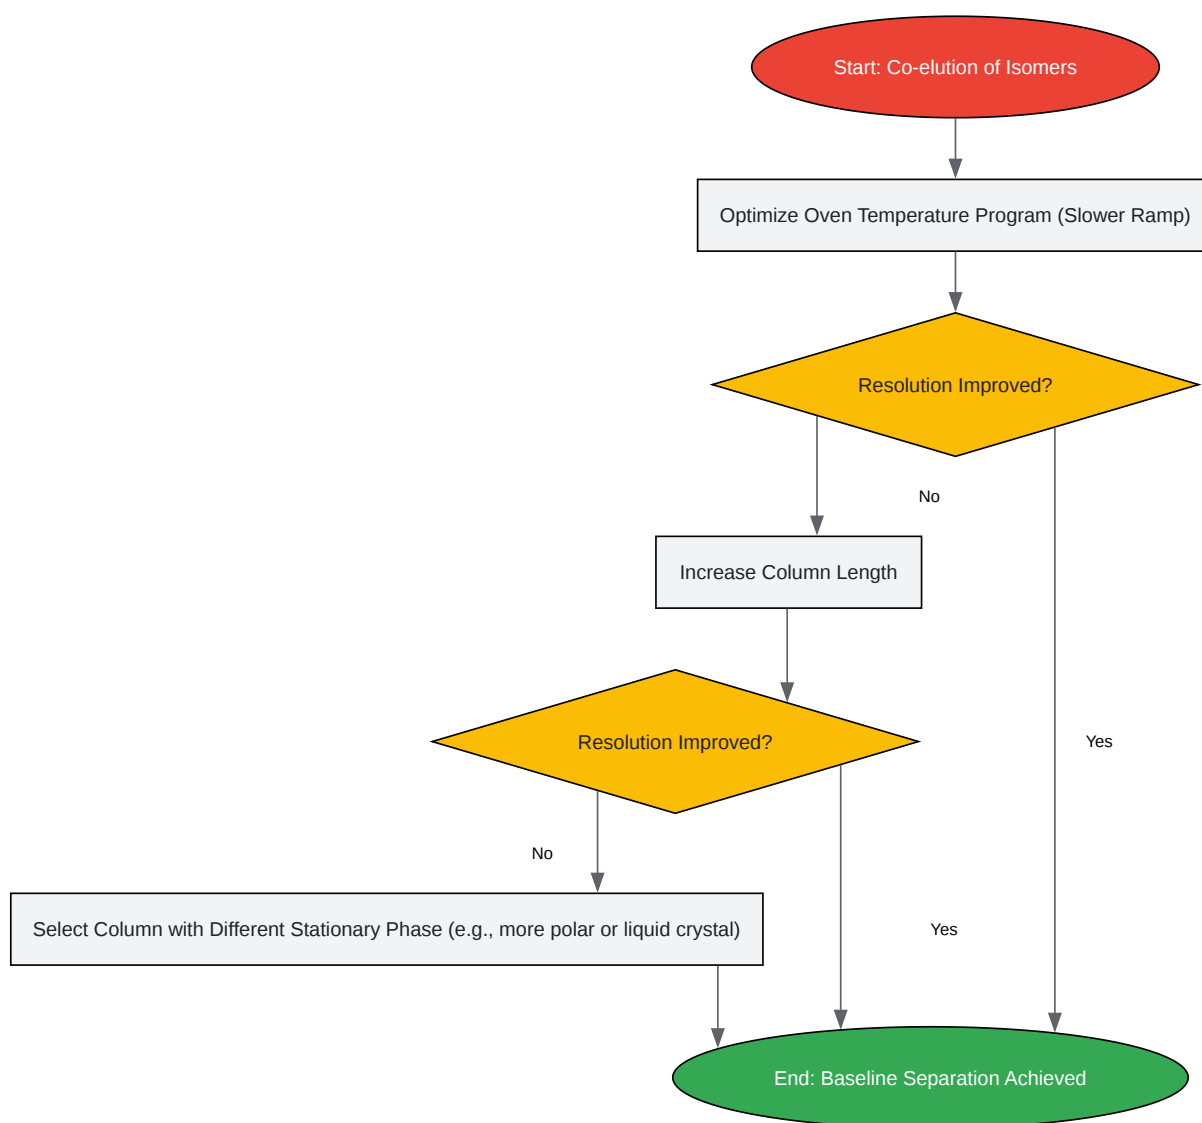 Start: Co-elution of Isomers
Optimize Oven Temperature Program (Slower Ramp)
Resolution Improved?
No
Increase Column Length
Yes
Resolution Improved?
No
Select Column with Different Stationary Phase (e.g., more polar or liquid crystal)
Yes
End: Baseline Separation Achieved